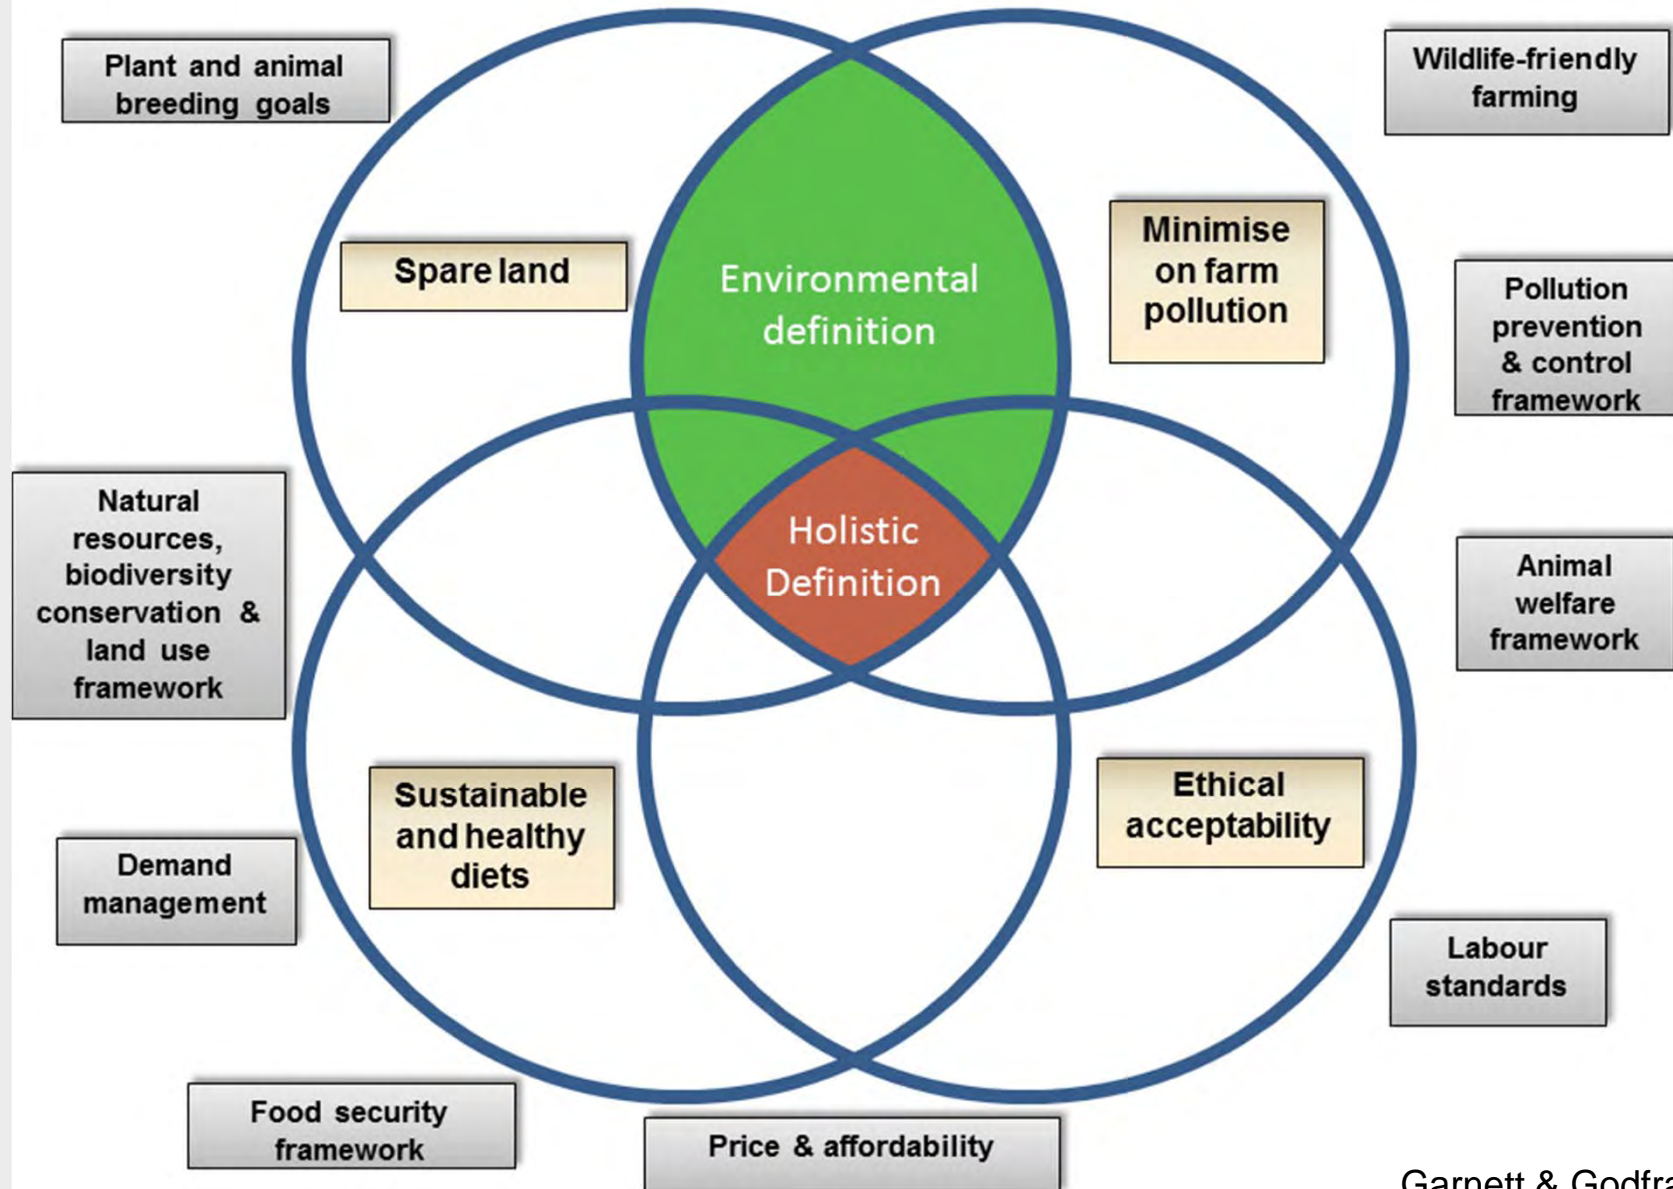 Plant and animal
breeding goals
Wildlife-friendly
farming
Spare land
Environmental
definition
Minimise
on farm
pollution
Pollution
prevention
& control
framework
Natural
resources,
biodiversity
conservation &
land use
framework
Holistic
Definition
Animal
welfare
framework
Sustainable
and healthy
diets
Ethical
acceptability
Demand
management
Labour
standards
Food security
framework
Price & affordability
Garnett & Godfra